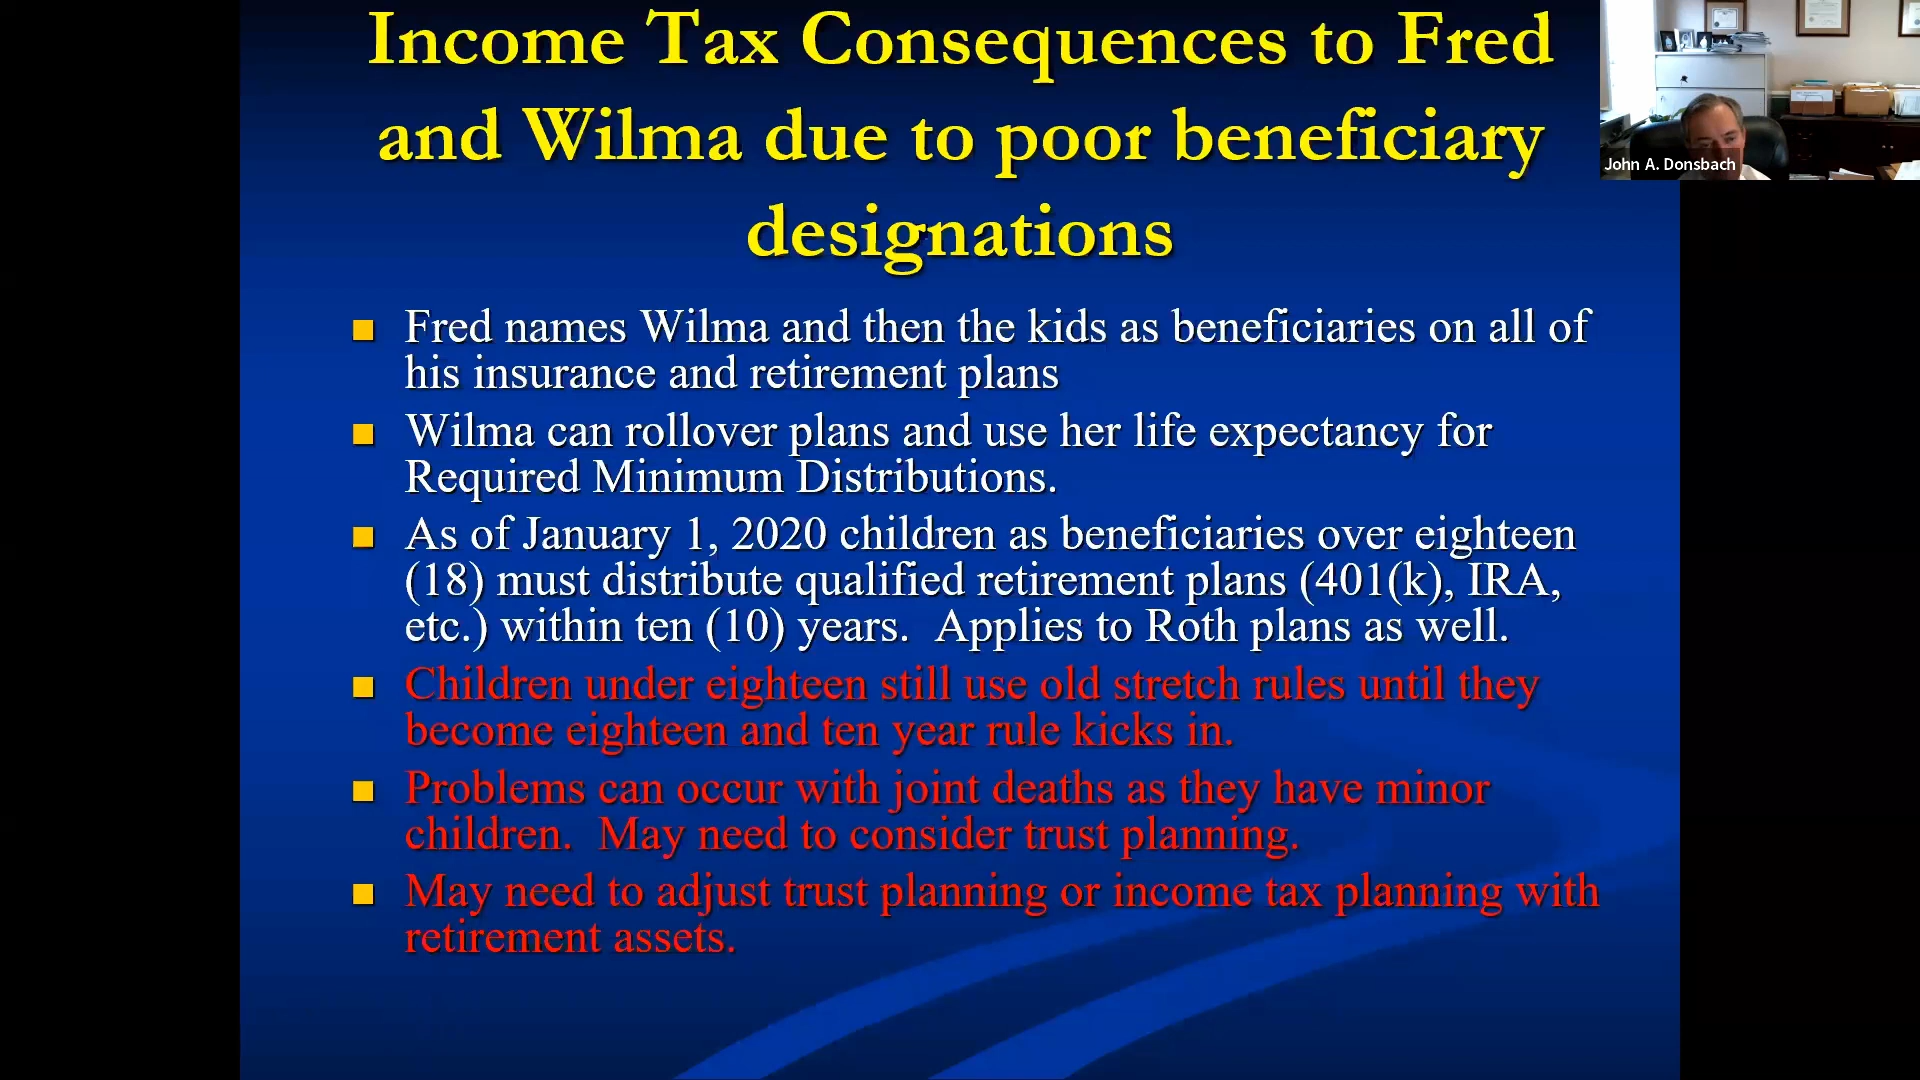 Income Tax Consequences to Fred
and Wilma due to poor beneficiary
designations
John A. Donsbach
Fred names Wilma and then the kids as beneficiaries on all of
his insurance and retirement plans
Wilma can rollover plans and use her life expectancy for
Required Minimum Distributions.
As of January 1, 2020 children as beneficiaries over eighteen
(18) must distribute qualified retirement plans (401(k), IRA,
etc.) within ten (10) years.  Applies to Roth plans as well.
Children under eighteen still use old stretch rules until they
become eighteen and ten year rule kicks in.
Problems can occur with joint deaths as they have minor
children.  May need to consider trust planning.
May need to adjust trust planning or income tax planning with
retirement assets.